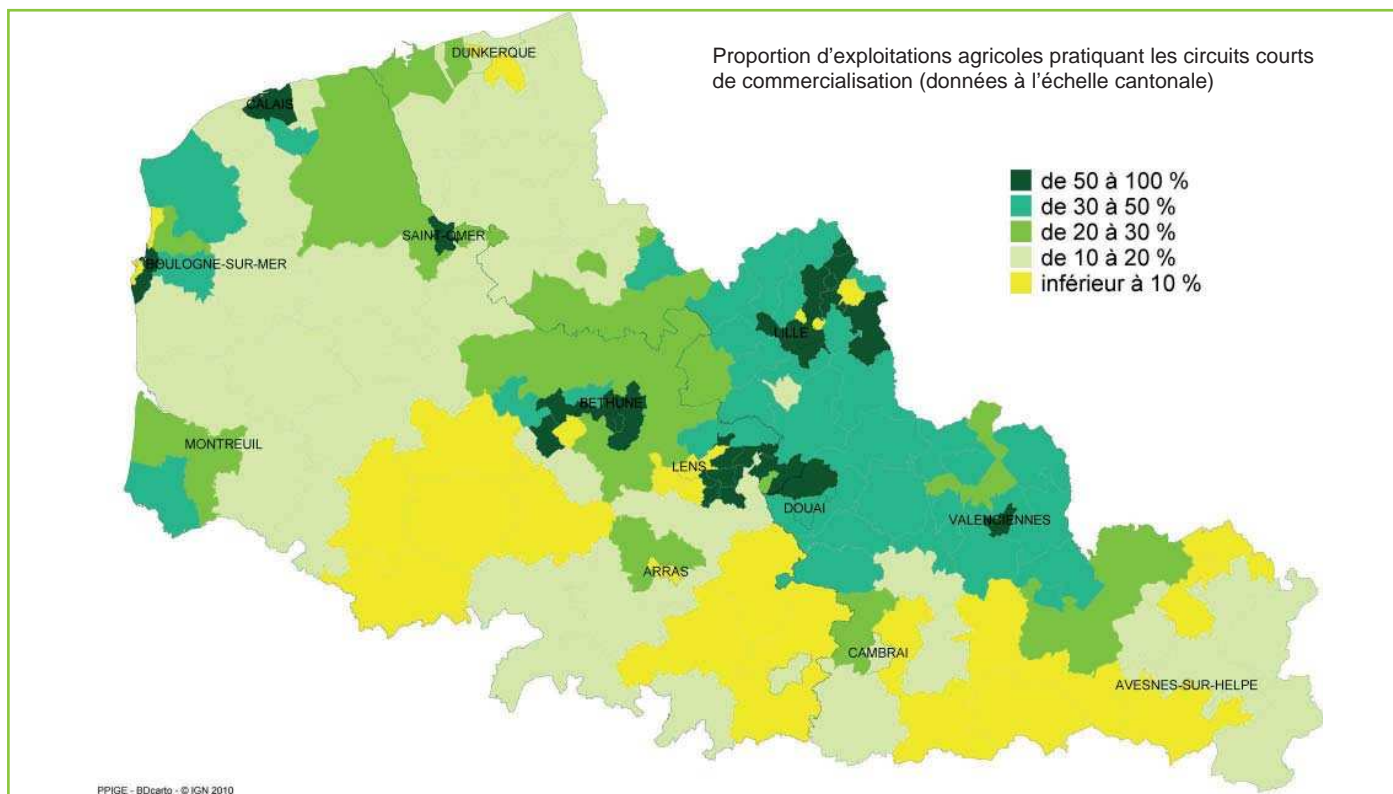 Proportion d'exploitations agricoles pratiquant les circuits courts
de commercialisation (données à l'échelle cantonale)
DUNKERQUE
CALAIS
de 50 à 100 %
de 30 à 50 %
de 20 à 30 %
de 10 à 20 %
inférieur à 10 %
SAINT-OMER
BOULOGNE-SUR-MER
LILLE
BETHUNE
MONTREUIL
LENS
DOUAI
VALENCIENNES
ARRAS
CAMBRAI
AVESNES-SUR-HELPE
PPIGE - BDcarto - © IGN 2010